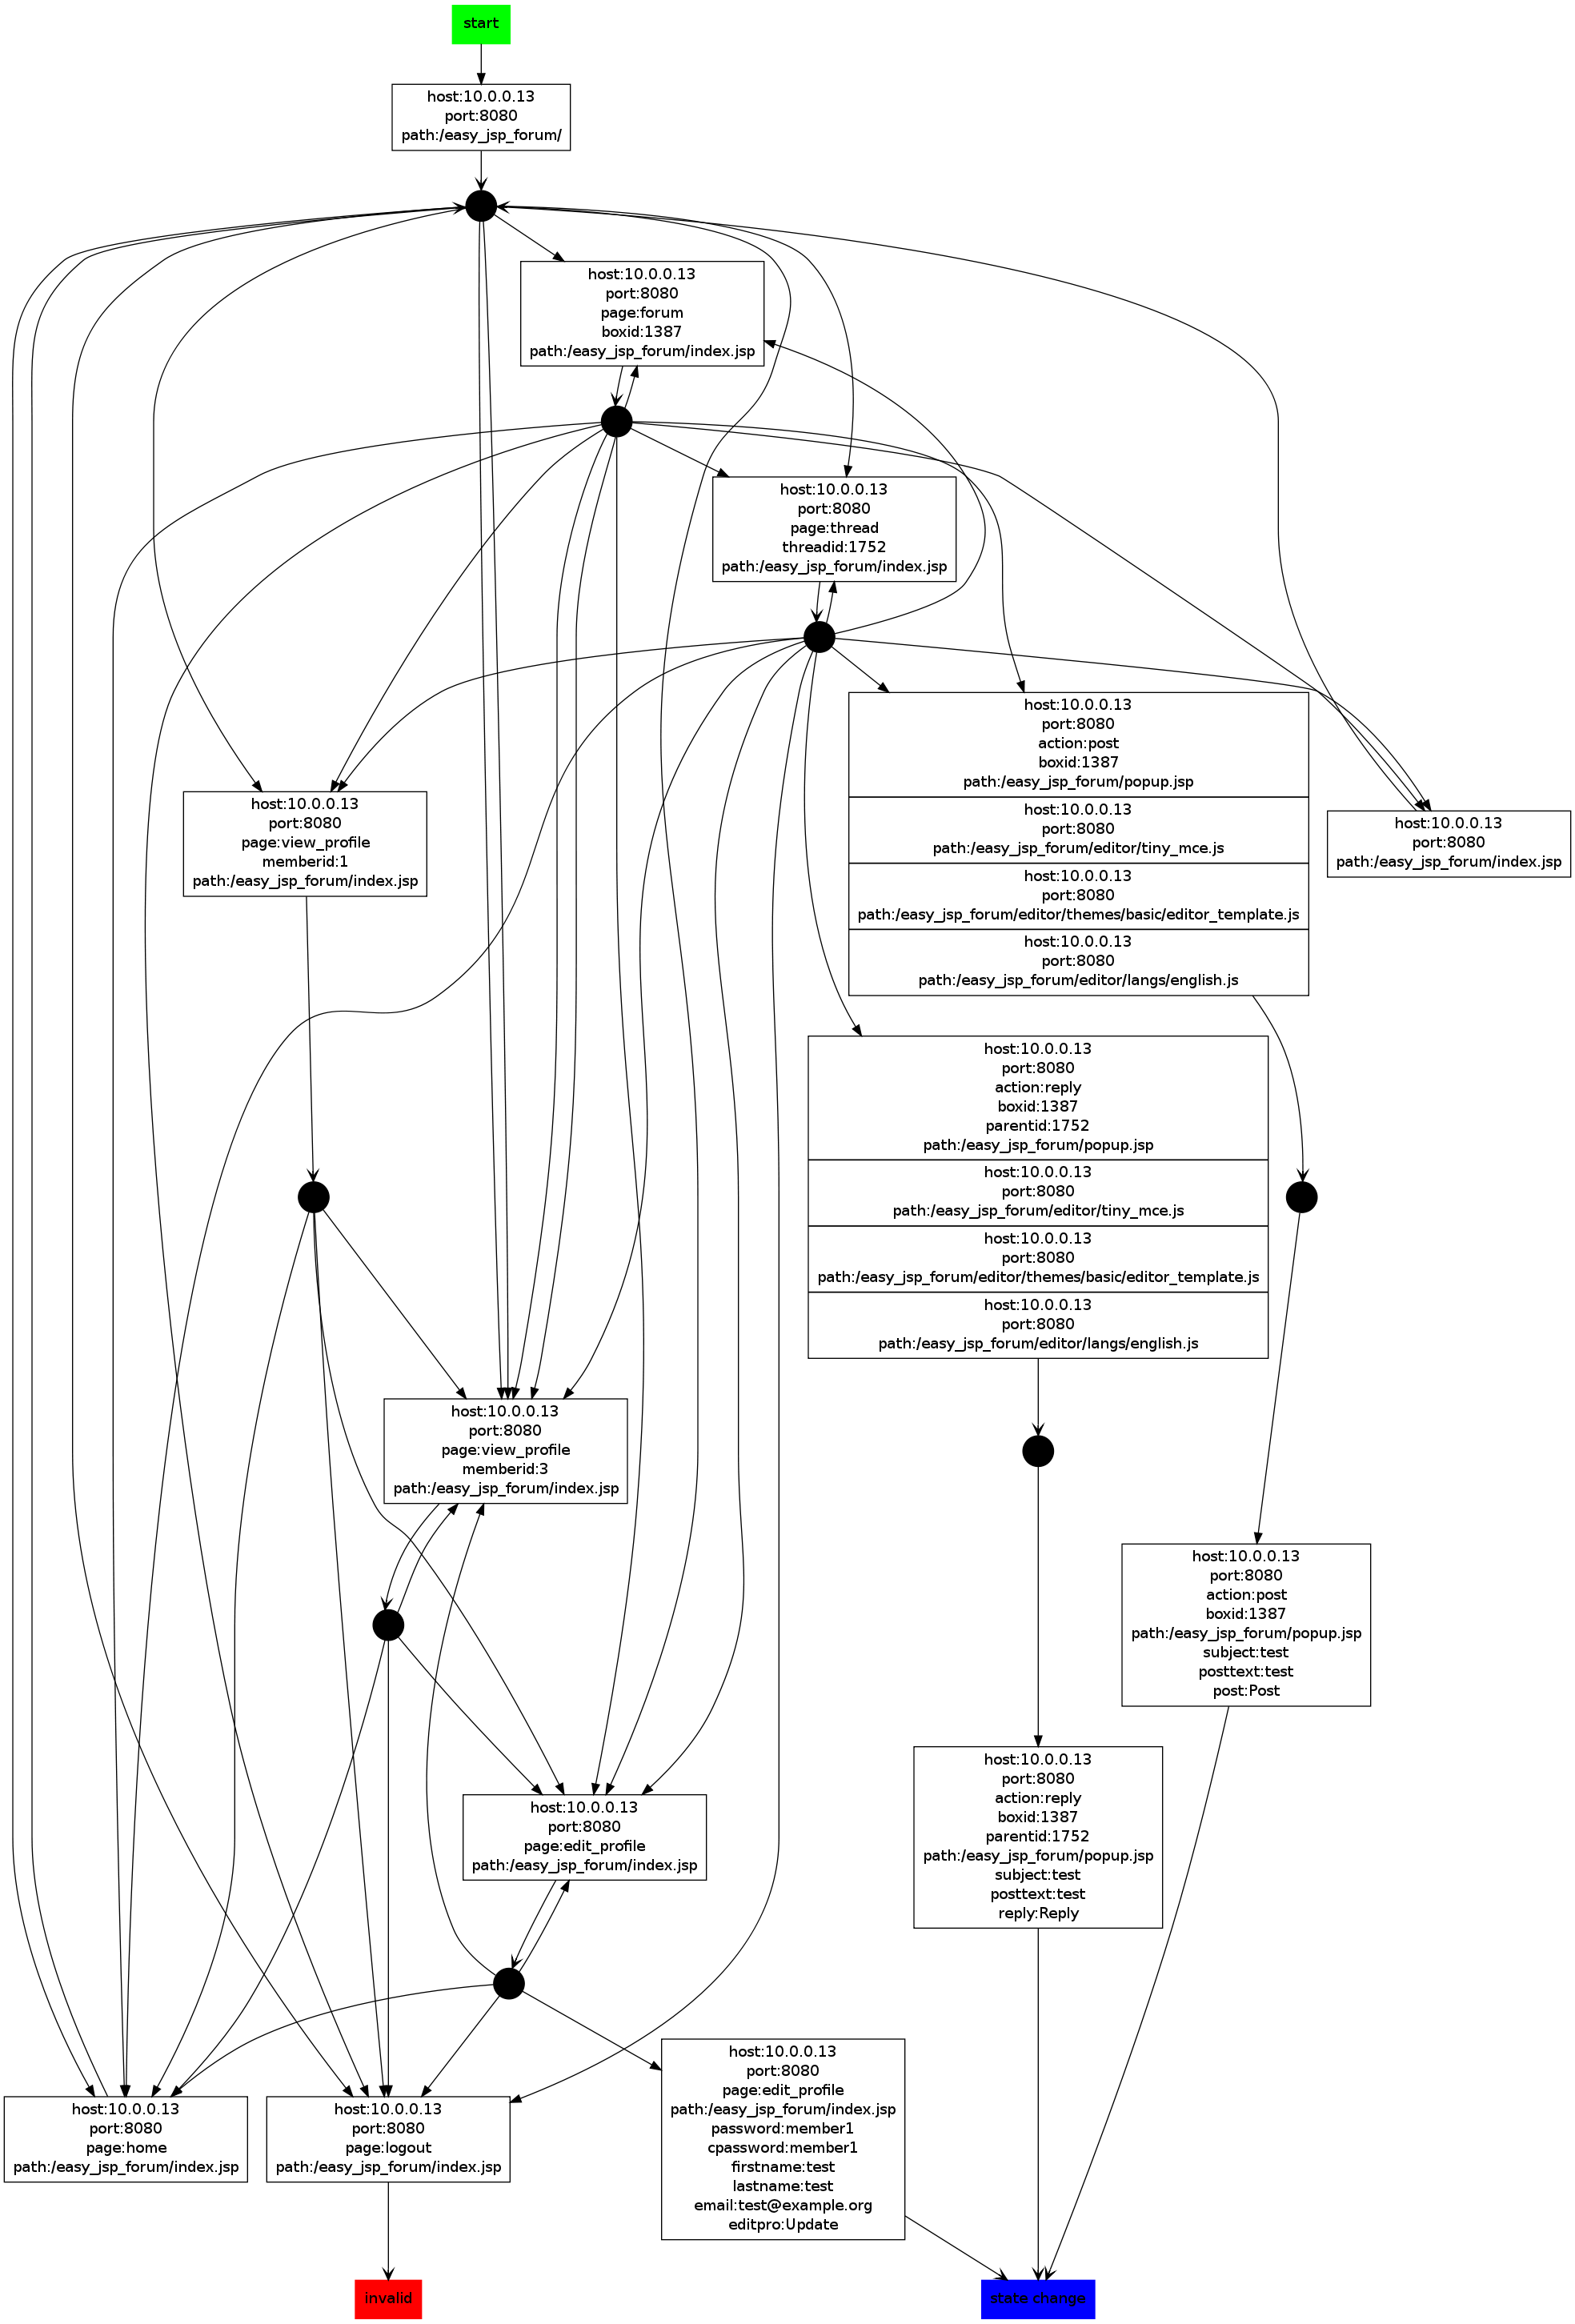 start
host:10.0.0.13
port:8080
path:/easy_jsp_forum/
host:10.0.0.13
port:8080
page:forum
boxid:1387
path:/easy_jsp_forum/index.jsp
host:10.0.0.13
port:8080
page:thread
threadid:1752
path:/easy_jsp_forum/index.jsp
host:10.0.0.13
port:8080
action:post
boxid:1387
path:/easy_jsp_forum/popup.jsp
host:10.0.0.13
port:8080
path:/easy_jsp_forum/editor/tiny_mce.js
host:10.0.0.13
port:8080
path:/easy_jsp_forum/editor/themes/basic/editor_template.js
host:10.0.0.13
port:8080
path:/easy_jsp_forum/editor/langs/english.js
host:10.0.0.13
port:8080
page:view_profile
memberid:1
path:/easy_jsp_forum/index.jsp
host:10.0.0.13
port:8080
path:/easy_jsp_forum/index.jsp
host:10.0.0.13
port:8080
action:reply
boxid:1387
parentid:1752
path:/easy_jsp_forum/popup.jsp
host:10.0.0.13
port:8080
path:/easy_jsp_forum/editor/tiny_mce.js
host:10.0.0.13
port:8080
path:/easy_jsp_forum/editor/themes/basic/editor_template.js
host:10.0.0.13
port:8080
path:/easy_jsp_forum/editor/langs/english.js
host:10.0.0.13
port:8080
page:view_profile
memberid:3
path:/easy_jsp_forum/index.jsp
host:10.0.0.13
port:8080
action:post
boxid:1387
path:/easy_jsp_forum/popup.jsp
subject:test
posttext:test
post:Post
host:10.0.0.13
port:8080
action:reply
boxid:1387
parentid:1752
path:/easy_jsp_forum/popup.jsp
subject:test
posttext:test
reply:Reply
host:10.0.0.13
port:8080
page:edit_profile
path:/easy_jsp_forum/index.jsp
host:10.0.0.13
port:8080
page:edit_profile
path:/easy_jsp_forum/index.jsp
password:member1
cpassword:member1
firstname:test
lastname:test
email:test@example.org
editpro:Update
host:10.0.0.13
port:8080
page:home
path:/easy_jsp_forum/index.jsp
host:10.0.0.13
port:8080
page:logout
path:/easy_jsp_forum/index.jsp
invalid
state change